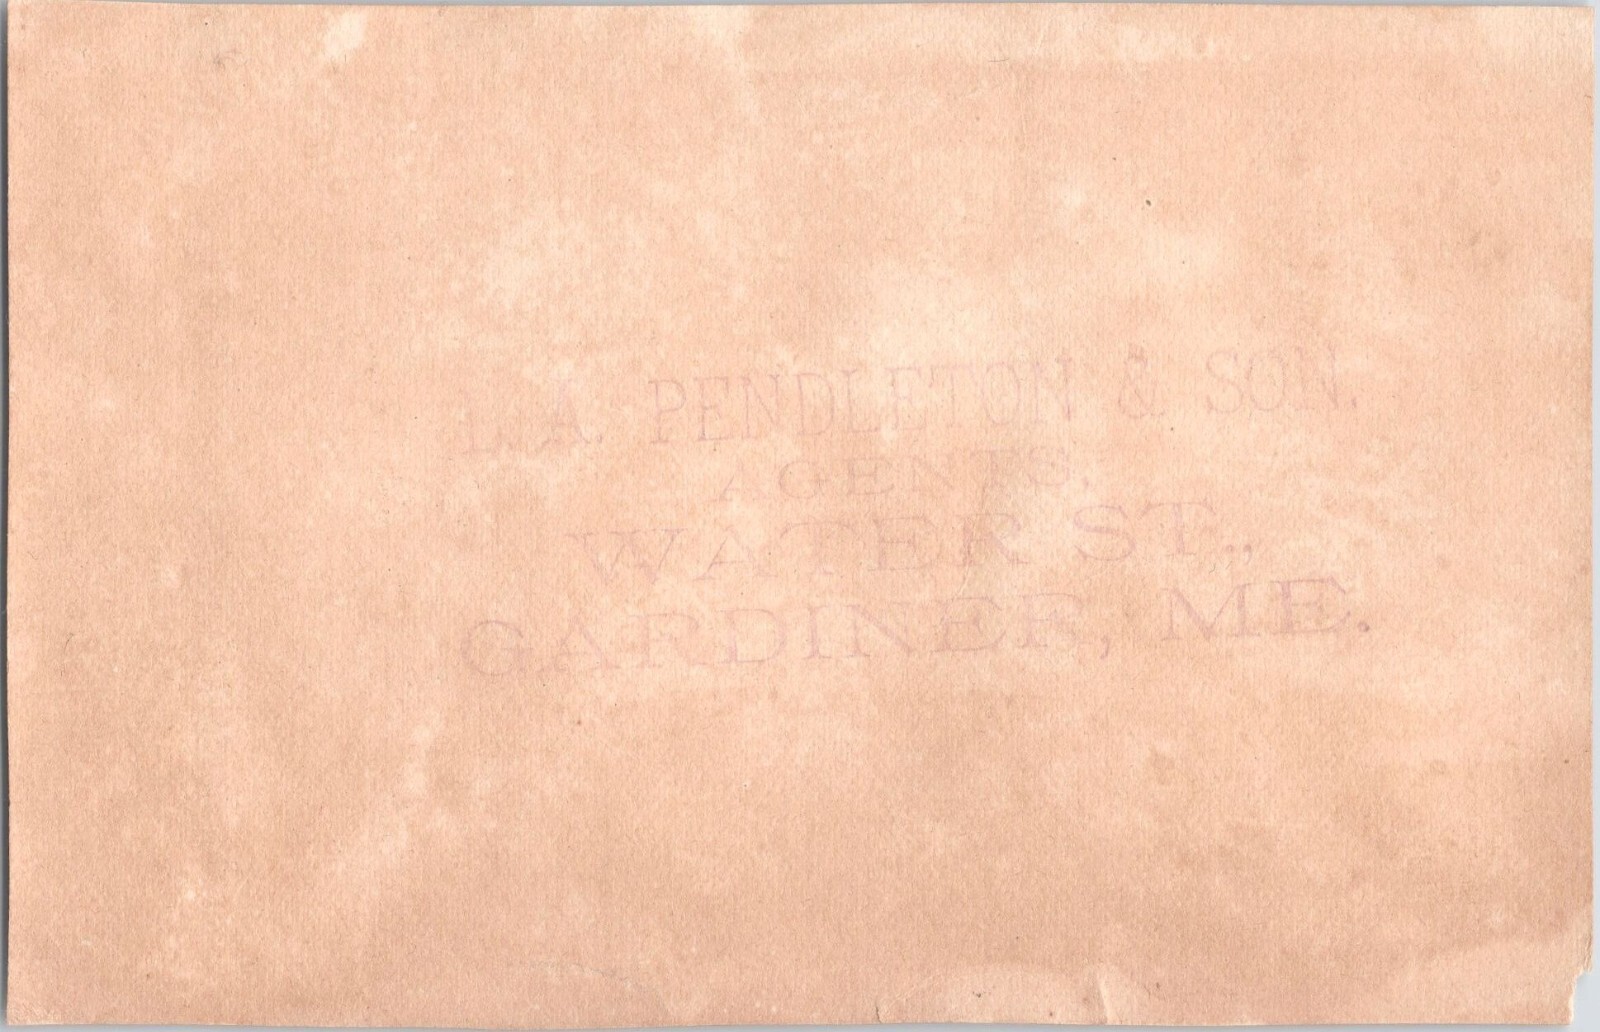 L. A. PENDLETON & SON.
AGENTS.
WATER ST.,,
GARDINER, ME.